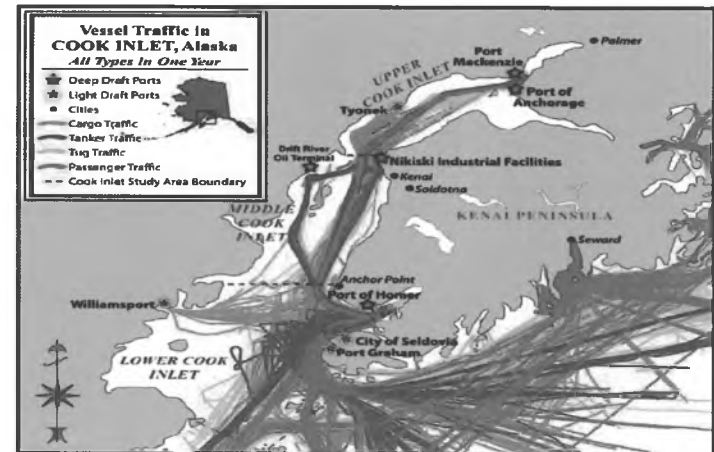 Vessel Traffic in
COOK INLET, Alaska
All Types In One Year
Deep Draft Ports
Light Draft Ports
Cities
Cargo Traffic
Tanker Traffic
Tug Traffic
Passenger Traffic
Cook Inlet Study Area Boundary
Palmer
Port
Mackenzie
UPPER
COOK INLET
Port of
Anchorage
Tyonek
Drift River
Oil Terminal
Nikiski Industrial Facilities
Kenai
Soldotna
MIDDLE
COOK
INLET
KENAI PENINSULA
Seward
Anchor Point
Port of Homer
Williamsport
City of Seldovia
Port Graham
LOWER COOK
INLET